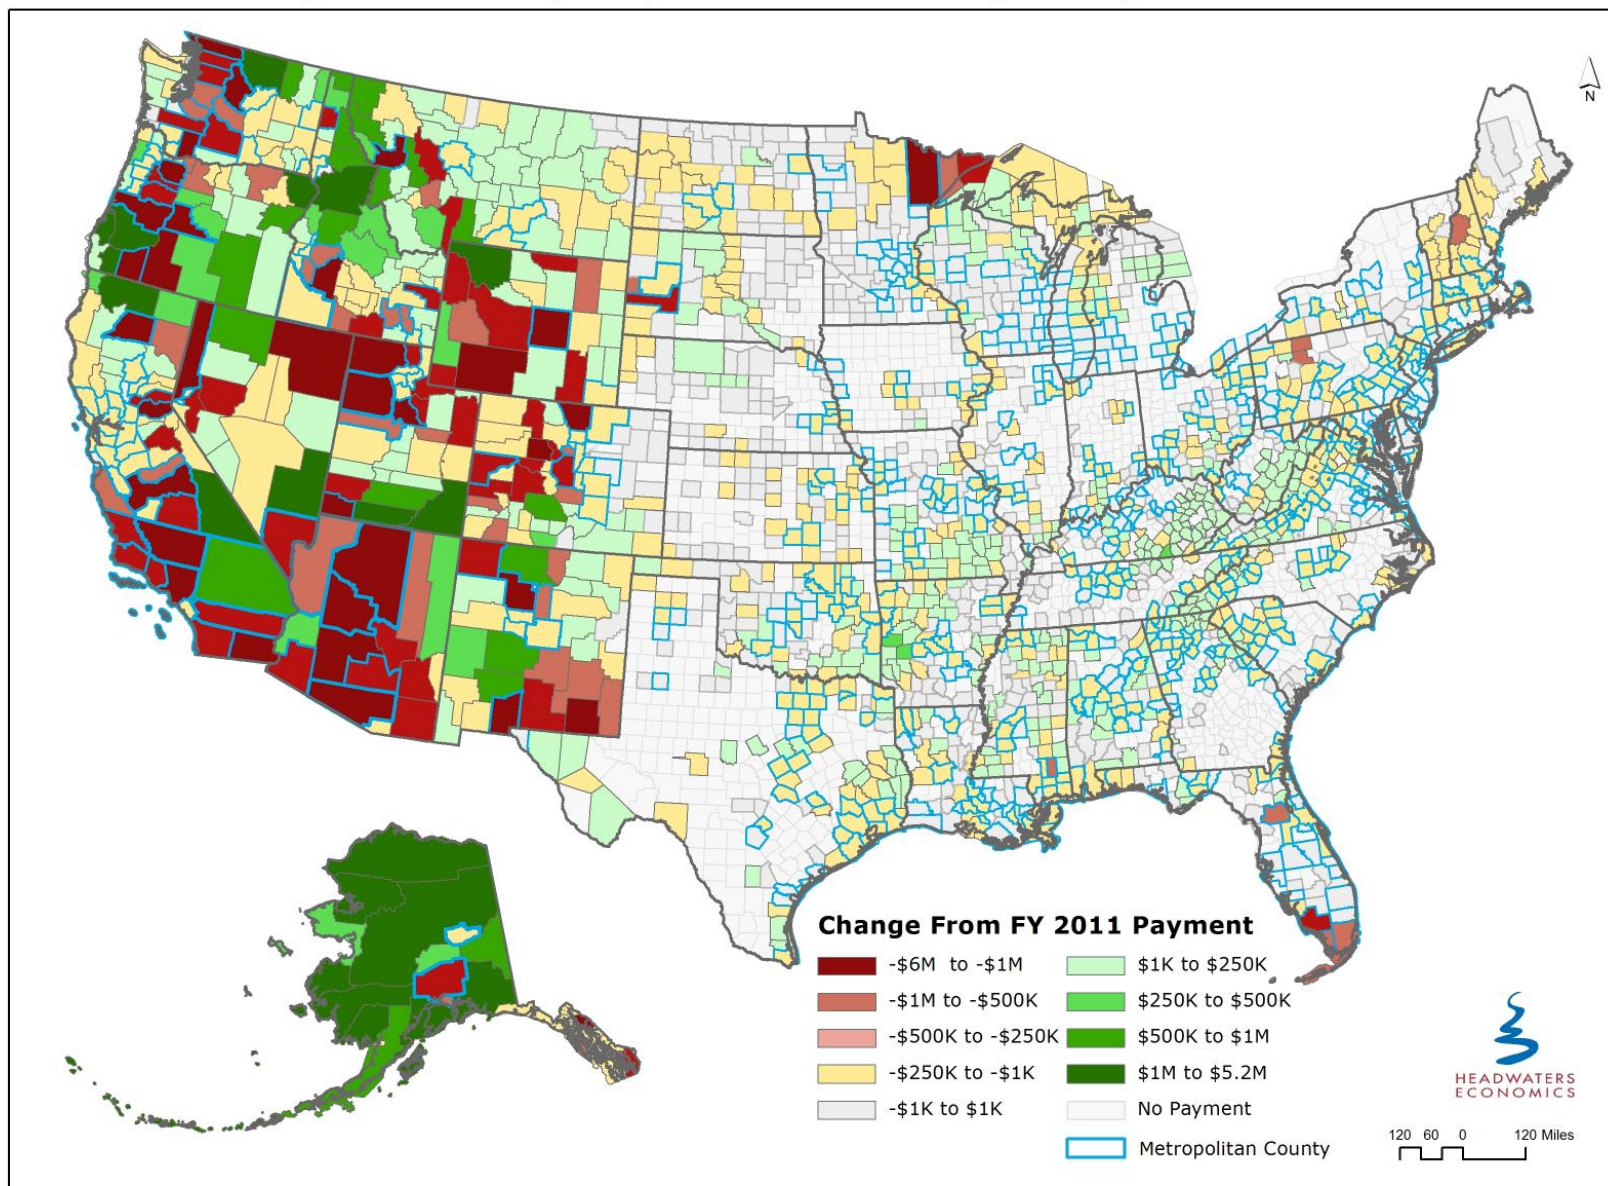 N
Change From FY 2011 Payment
-$6M to -$1M
-$1M to -$500K
-$500K to -$250K
-$250K to -$1K
-$1K to $1K
$1K to $250K
$250K to $500K
$500K to $1M
$1M to $5.2M
No Payment
Metropolitan County
HEADWATERS
ECONOMICS
120 60 0 120 Miles